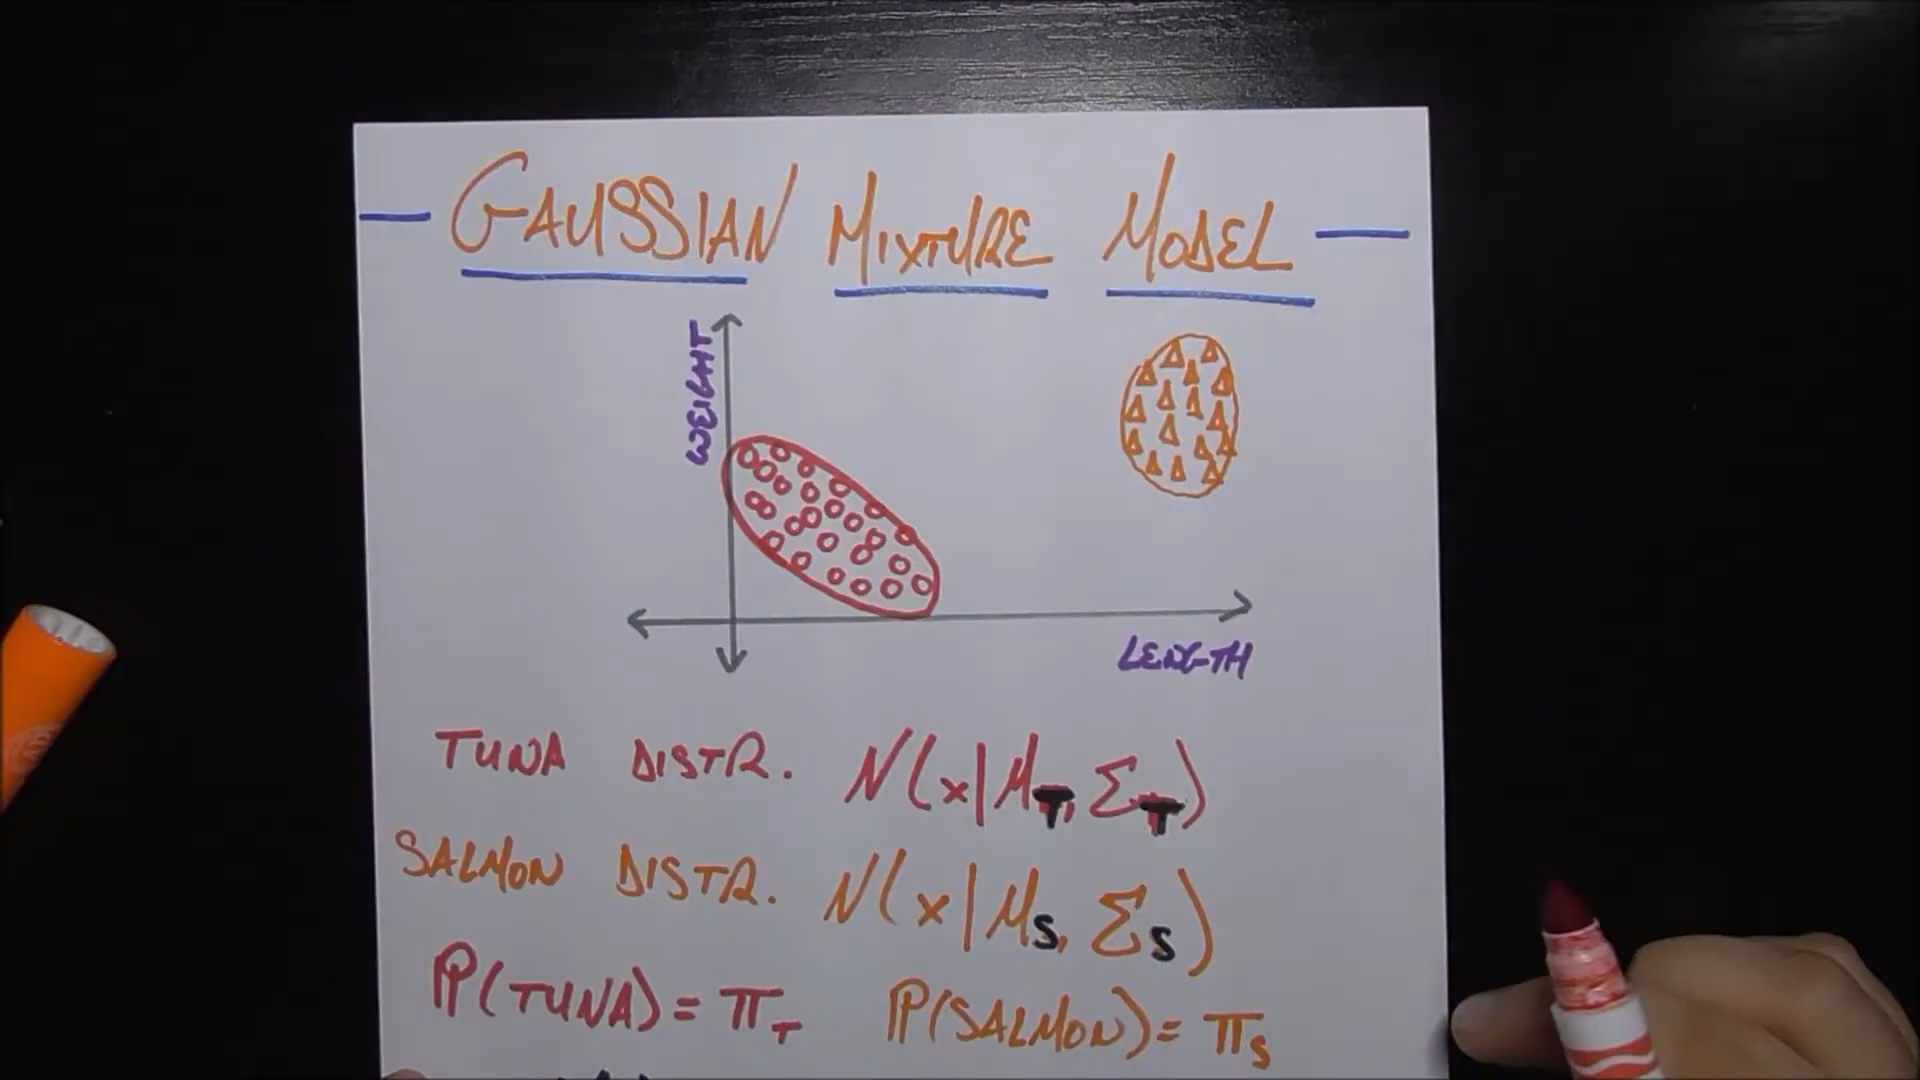 GAUSSIAN MIXTURE MODEL
WEIGHT
LENGTH
TUNA DISTR. N(x|μT, ΣT)
SALMON DISTR. N(x|μS, ΣS)
ℙ(TUNA) = πT ℙ(SALMON) = πS